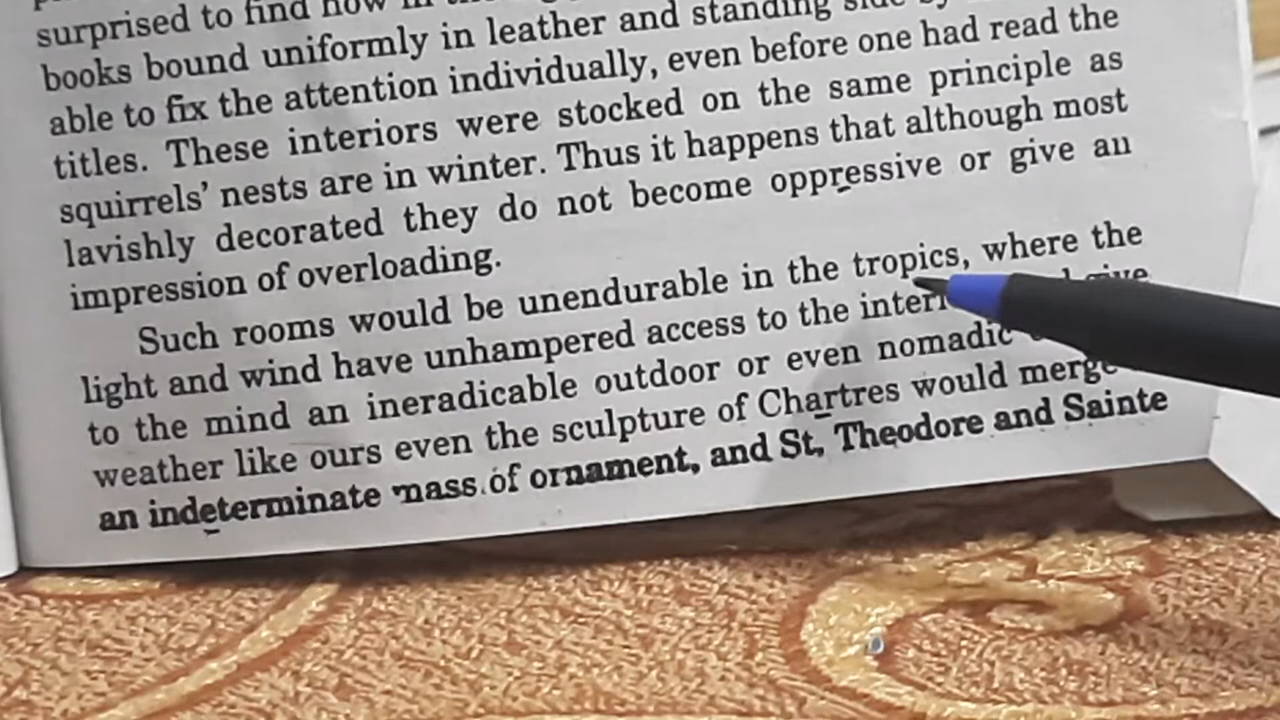 surprised to find how in
books bound uniformly in leather and standing side by
able to fix the attention individually, even before one had read the
titles. These interiors were stocked on the same principle as
squirrels' nests are in winter. Thus it happens that although most
lavishly decorated they do not become oppressive or give an
impression of overloading.
Such rooms would be unendurable in the tropics, where the
light and wind have unhampered access to the give
to the mind an ineradicable outdoor or even nomadic
weather like ours even the sculpture of Chartres would merge
an indeterminate mass of ornament, and St. Theodore and Sainte